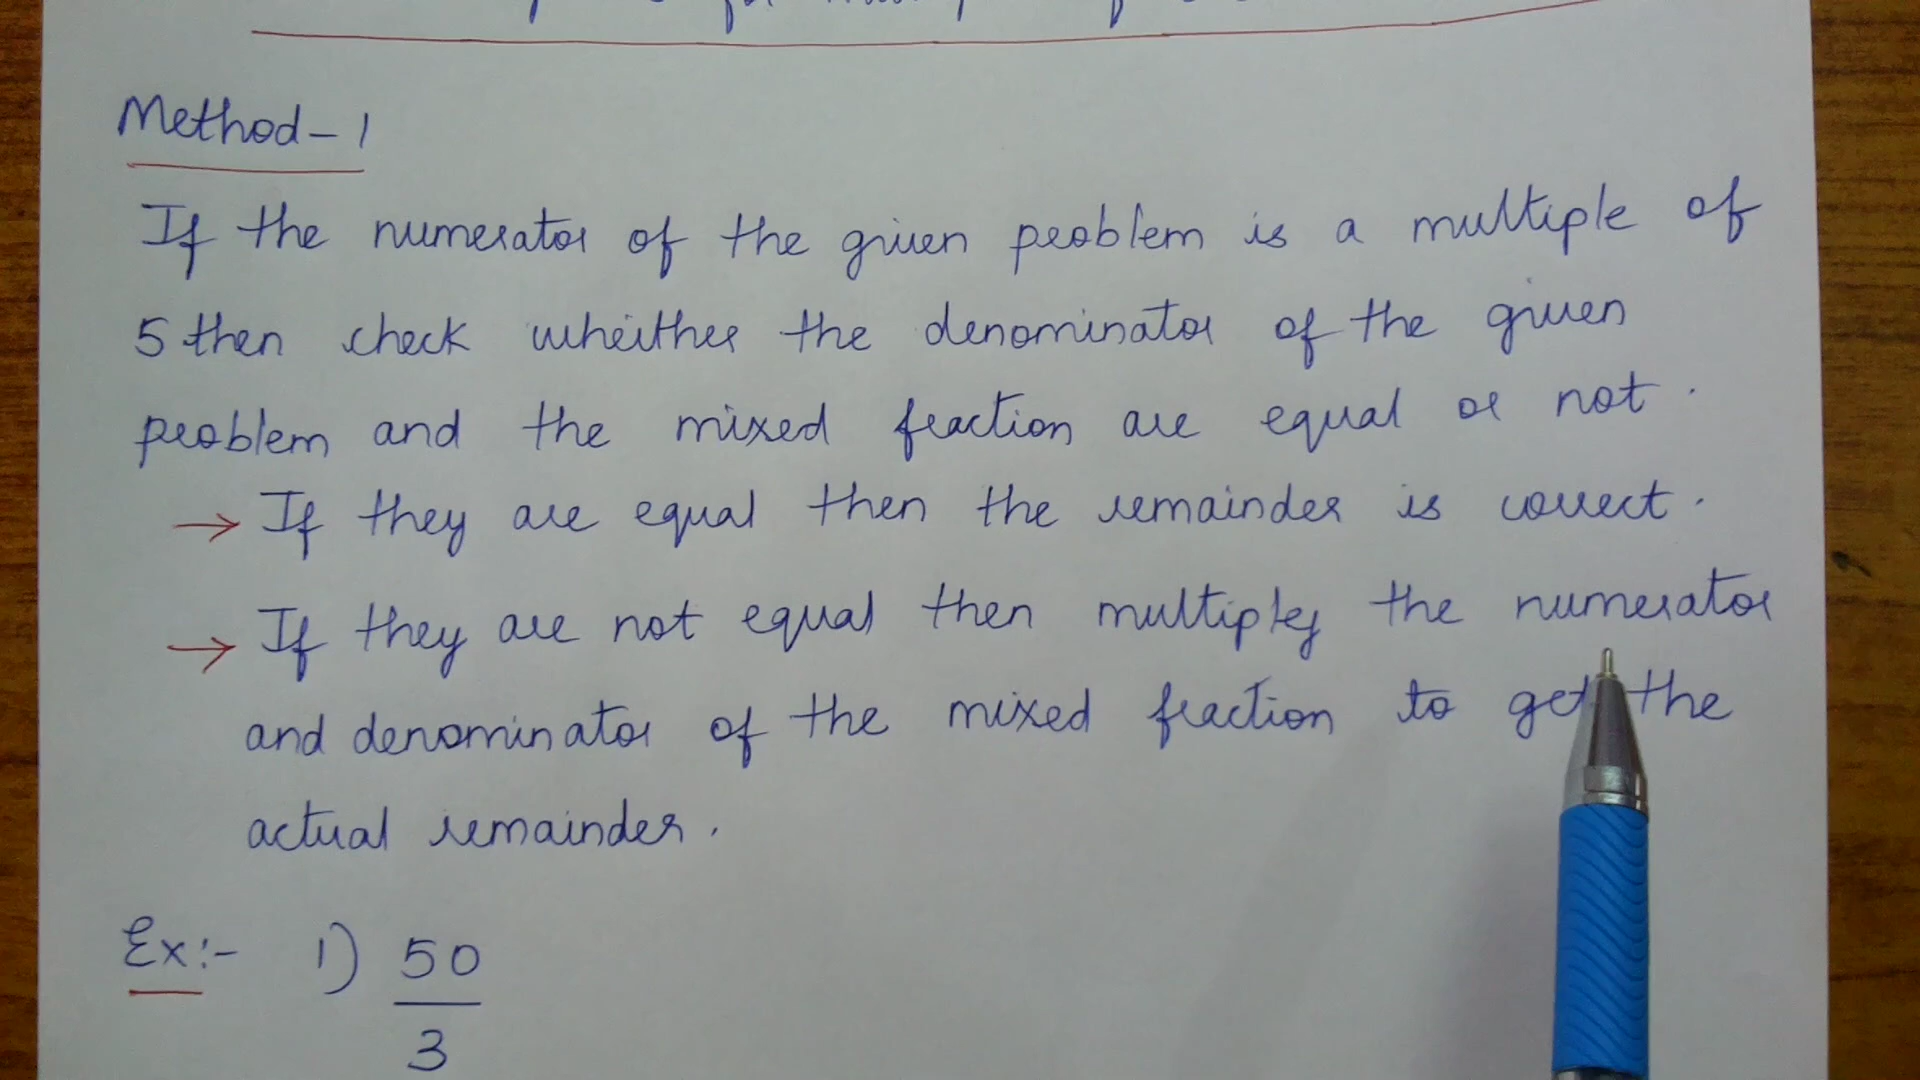 Method-1
If the numerator of the given problem is a multiple of
5 then check wheither the denominator of the given
problem and the mixed fraction are equal or not.
→ If they are equal then the remainder is correct.
→ If they are not equal then multiply the numerator
and denominator of the mixed fraction to get the
actual remainder.
Ex:- 1) 50
3